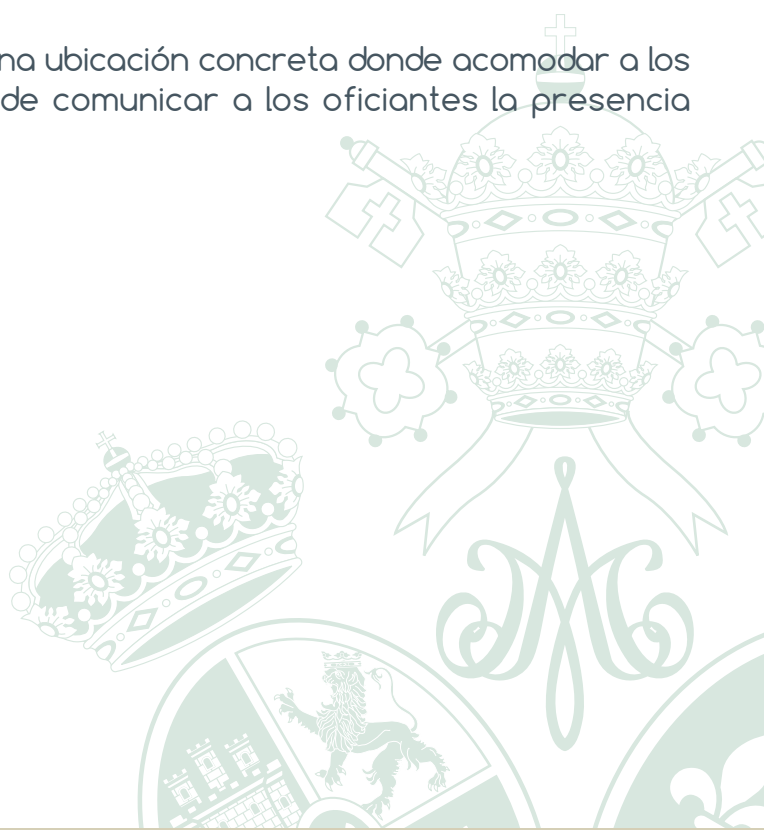 na ubicación concreta donde acomodar a los
de comunicar a los oficiantes la presencia